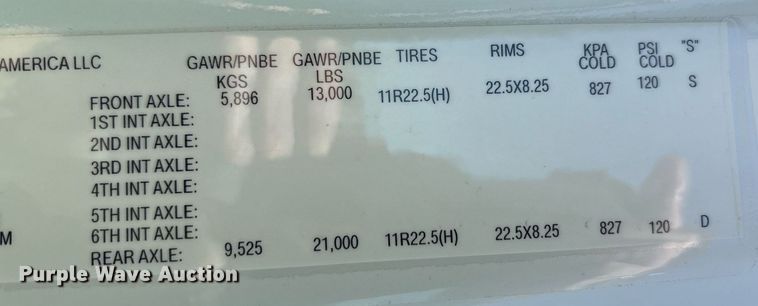 AMERICA LLC GAWR/PNBE GAWR/PNBE TIRES RIMS KPA PSI "S"
KGS LBS COLD COLD
FRONT AXLE: 5,896 13,000 11R22.5(H) 22.5X8.25 827 120 S
1ST INT AXLE:
2ND INT AXLE:
3RD INT AXLE:
4TH INT AXLE:
5TH INT AXLE:
M 6TH INT AXLE:
REAR AXLE: 9,525 21,000 11R22.5(H) 22.5X8.25 827 120 D
Purple Wave Auction